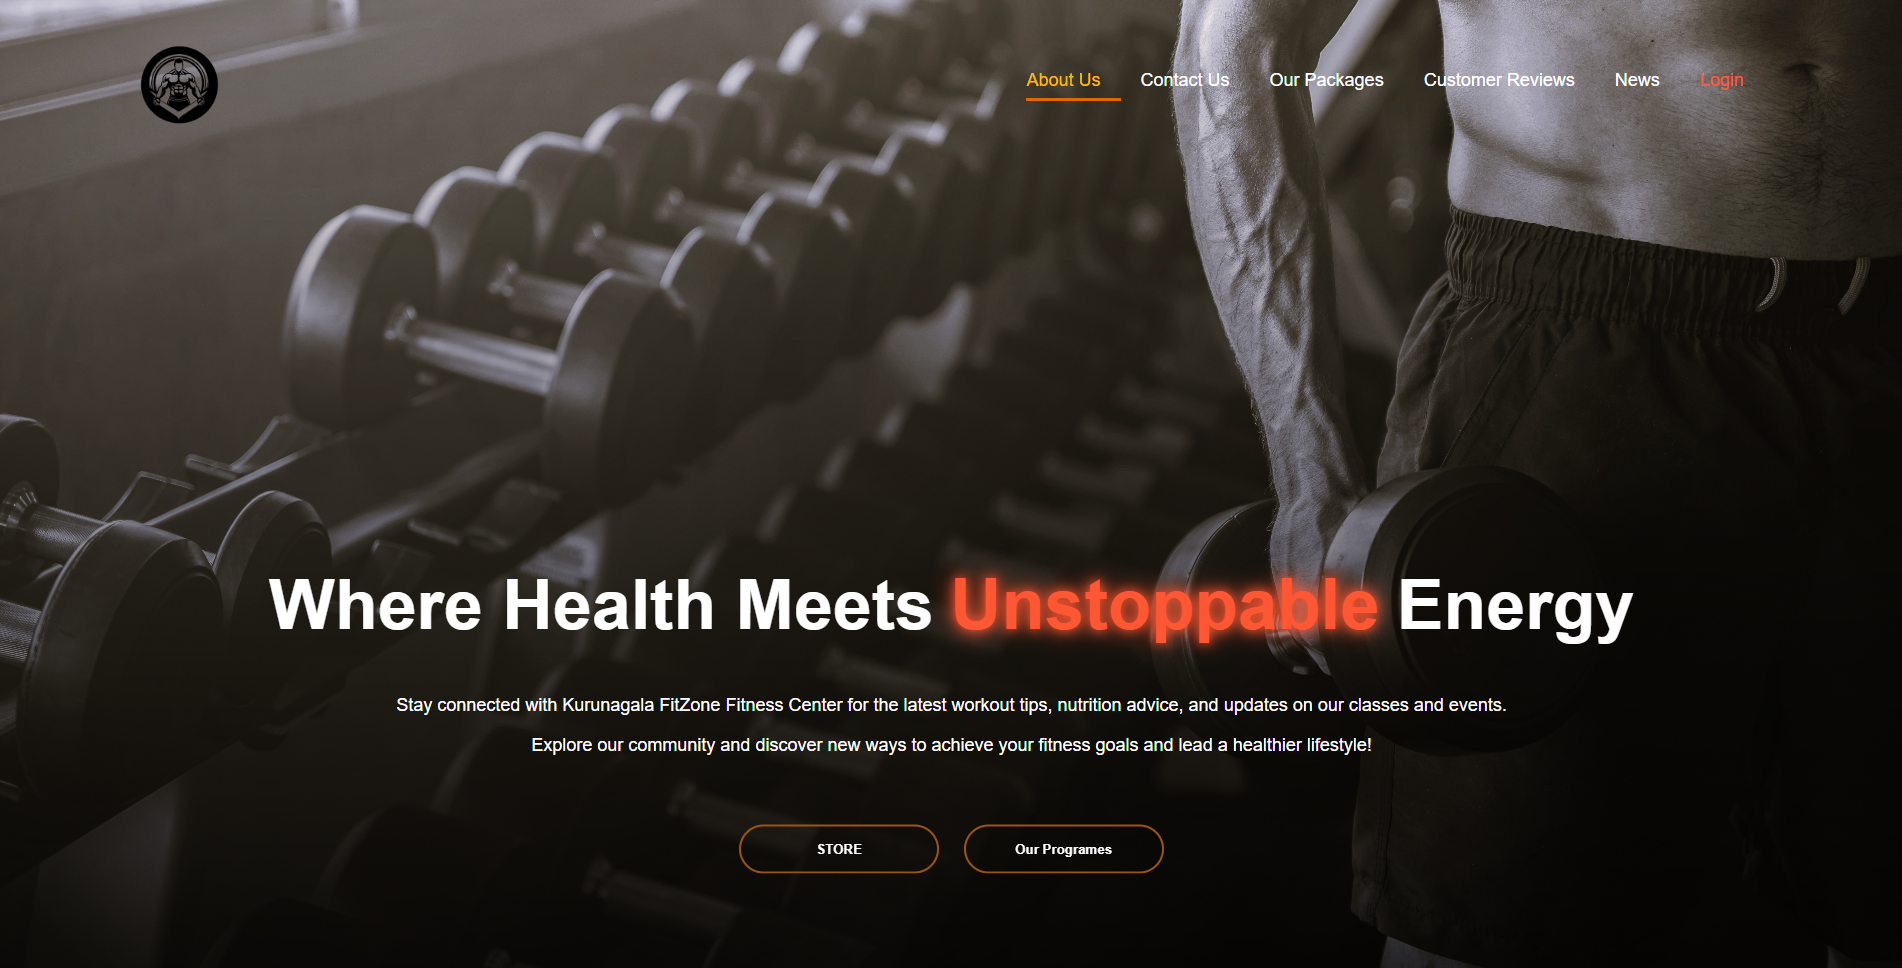 About Us
Contact Us
Our Packages
Customer Reviews
News
Login
Where Health Meets Unstoppable Energy
Stay connected with Kurunagala FitZone Fitness Center for the latest workout tips, nutrition advice, and updates on our classes and events.
Explore our community and discover new ways to achieve your fitness goals and lead a healthier lifestyle!
STORE
Our Programes